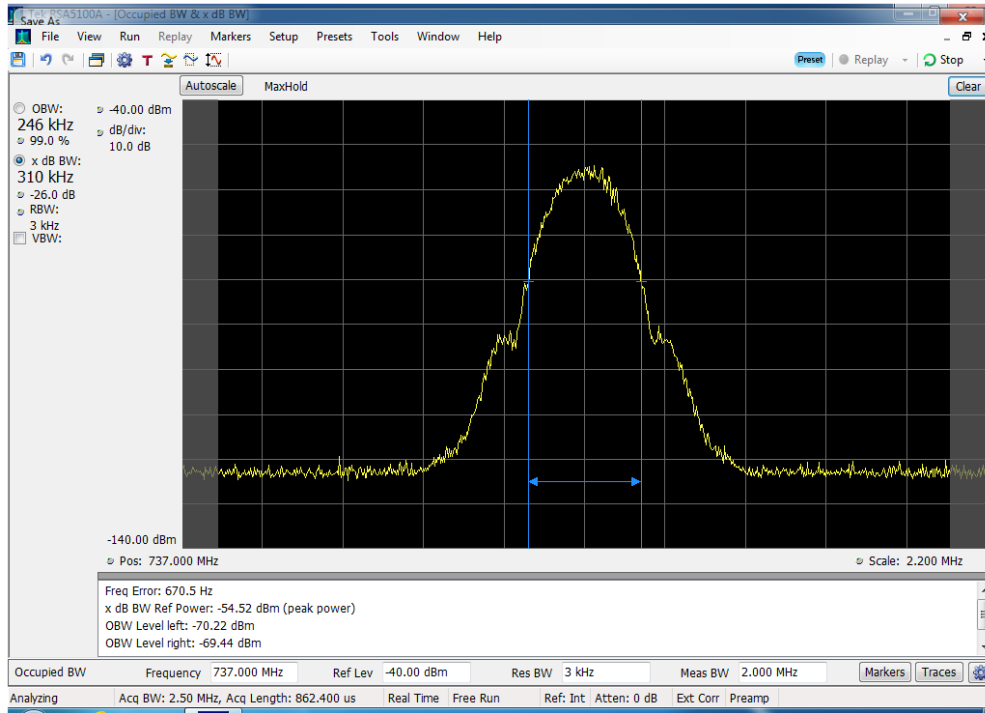 Tek RSA5100A - [Occupied BW & x dB BW]
Save As
File View Run Replay Markers Setup Presets Tools Window Help
T Preset Replay Stop
Autoscale MaxHold Clear
OBW:
246 kHz
99.0 %
x dB BW:
310 kHz
-26.0 dB
RBW:
3 kHz
VBW:
-40.00 dBm
dB/div:
10.0 dB
-140.00 dBm
Pos: 737.000 MHz Scale: 2.200 MHz
Freq Error: 670.5 Hz
x dB BW Ref Power: -54.52 dBm (peak power)
OBW Level left: -70.22 dBm
OBW Level right: -69.44 dBm
Occupied BW Frequency 737.000 MHz Ref Lev -40.00 dBm Res BW 3 kHz Meas BW 2.000 MHz Markers Traces
Analyzing Acq BW: 2.50 MHz, Acq Length: 862.400 us Real Time Free Run Ref: Int Atten: 0 dB Ext Corr Preamp